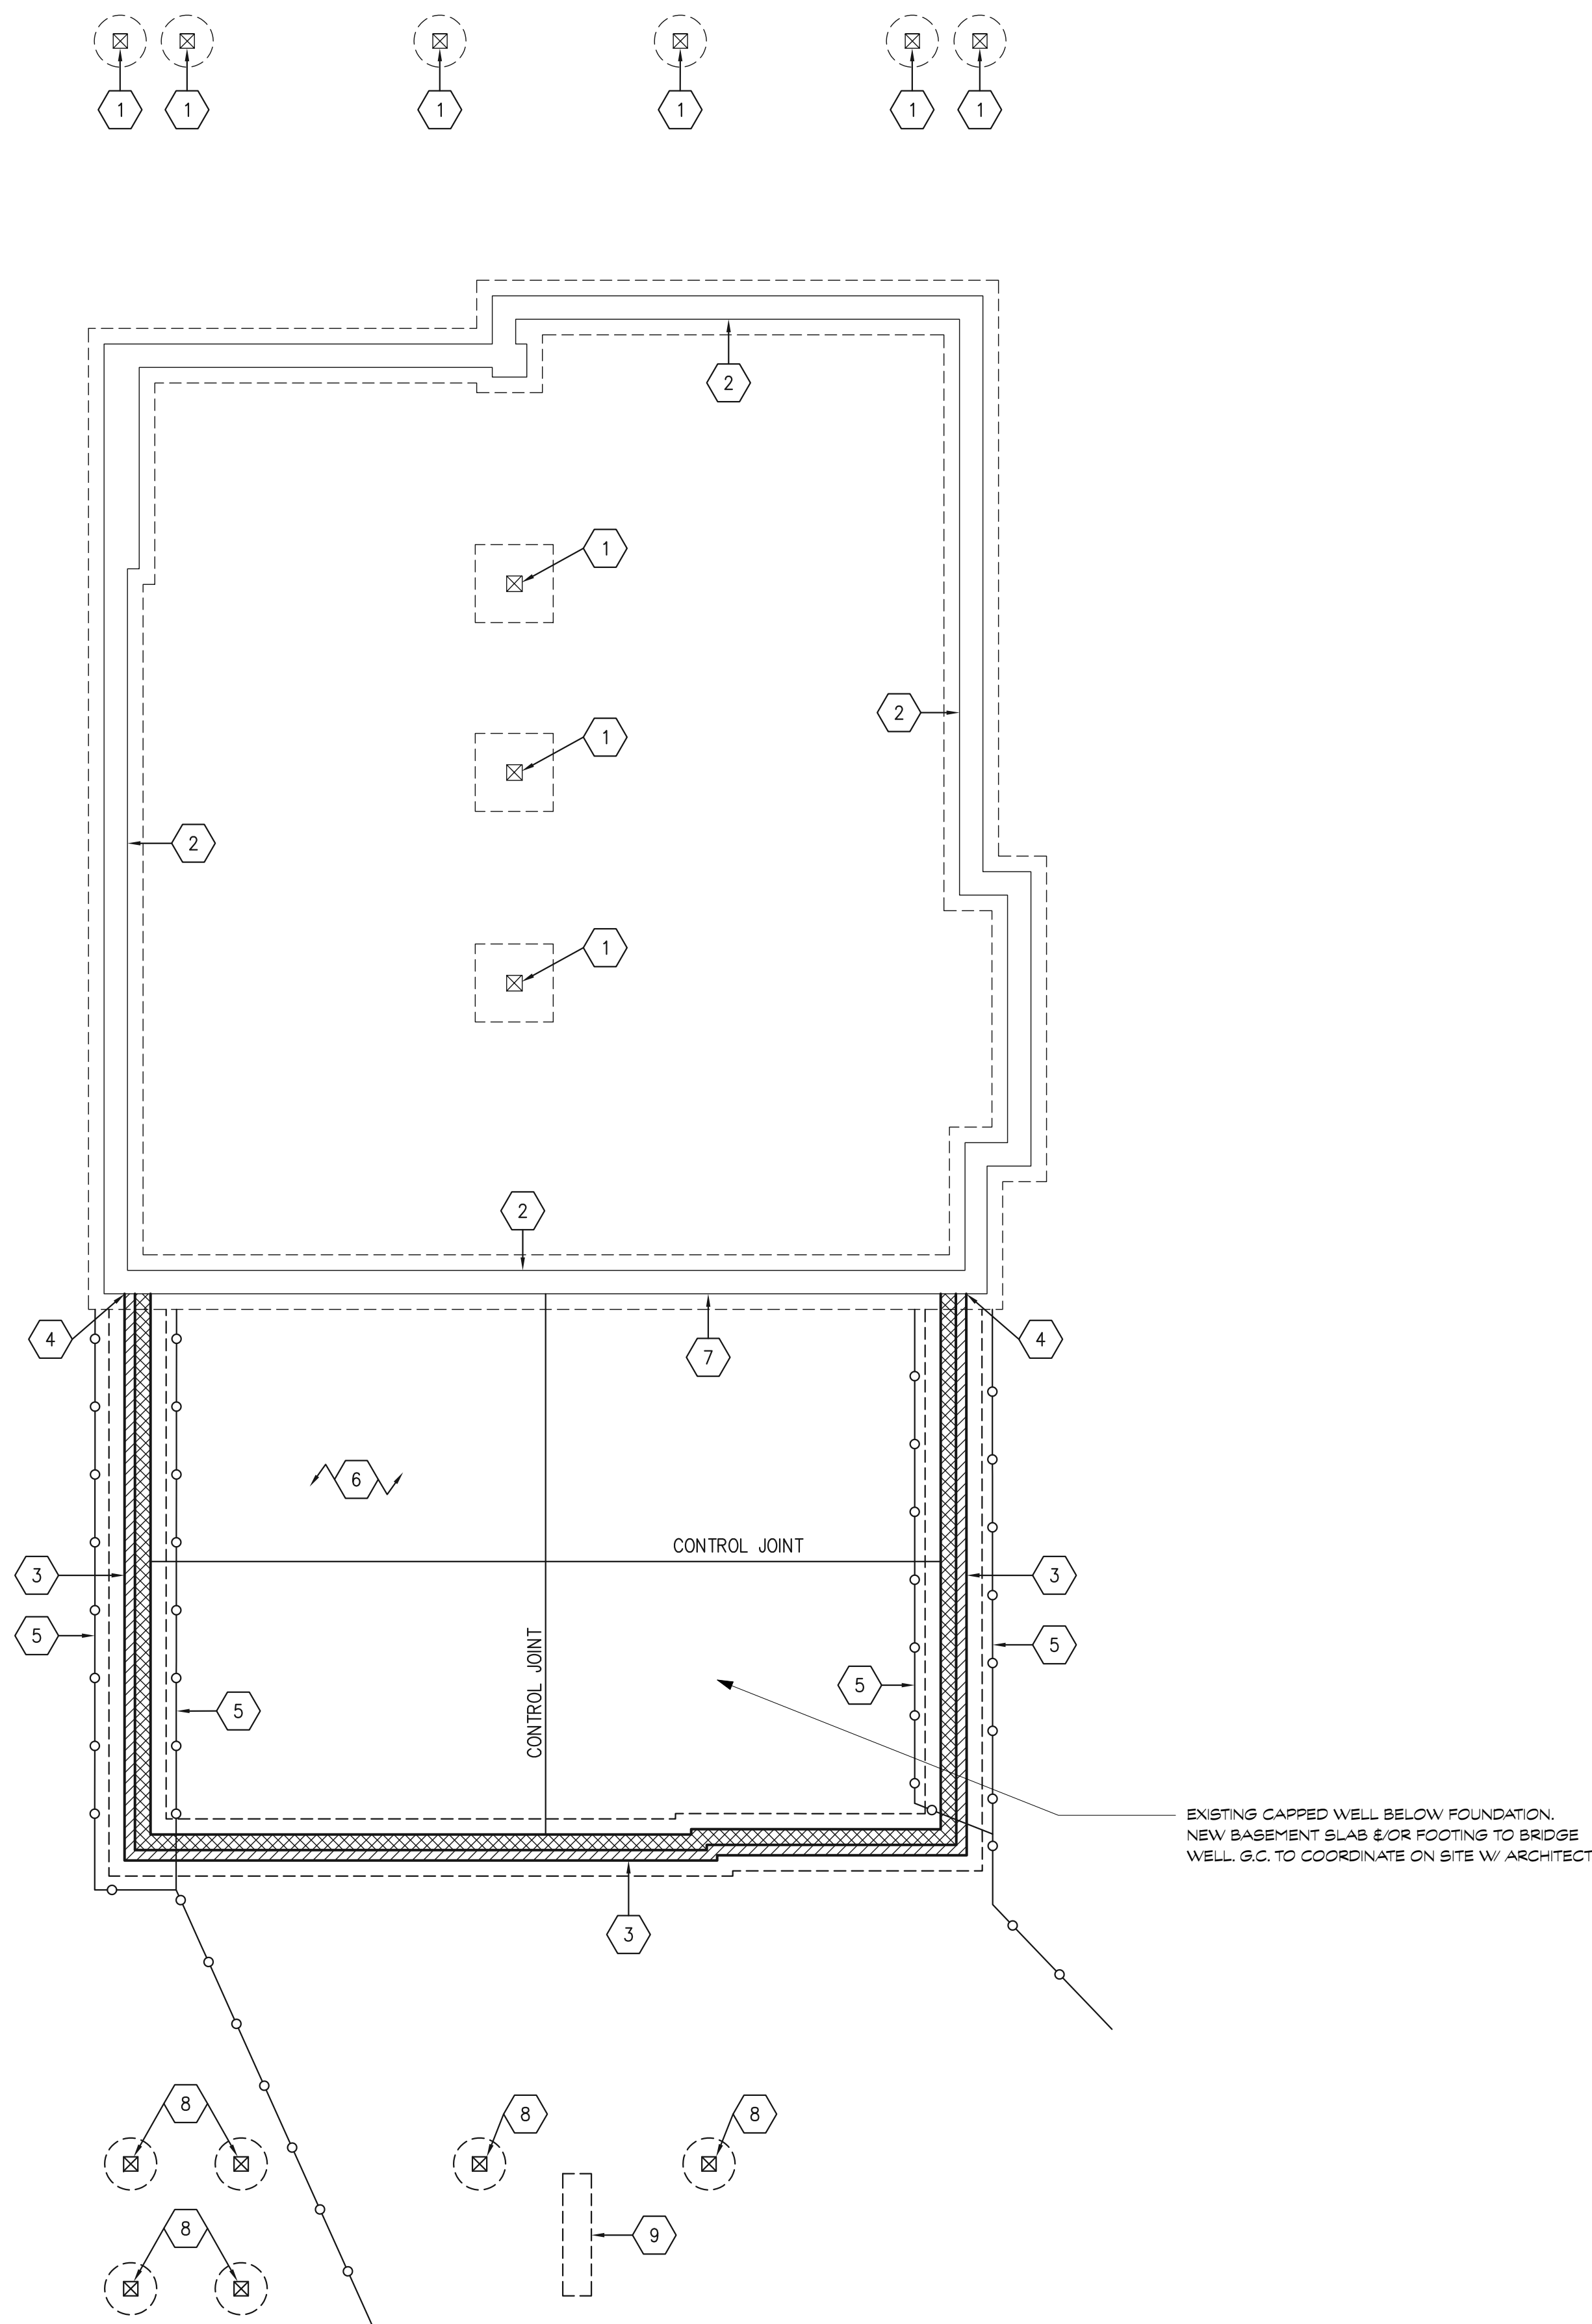 1 1 1 1 1 1
2
1
2
1
2
1
2
4 4
7
6
CONTROL JOINT
3 3
5 5
CONTROL JOINT
5
5
EXISTING CAPPED WELL BELOW FOUNDATION.
NEW BASEMENT SLAB &/OR FOOTING TO BRIDGE
WELL. G.C. TO COORDINATE ON SITE W/ ARCHITECT
3
8 8 8
8
9